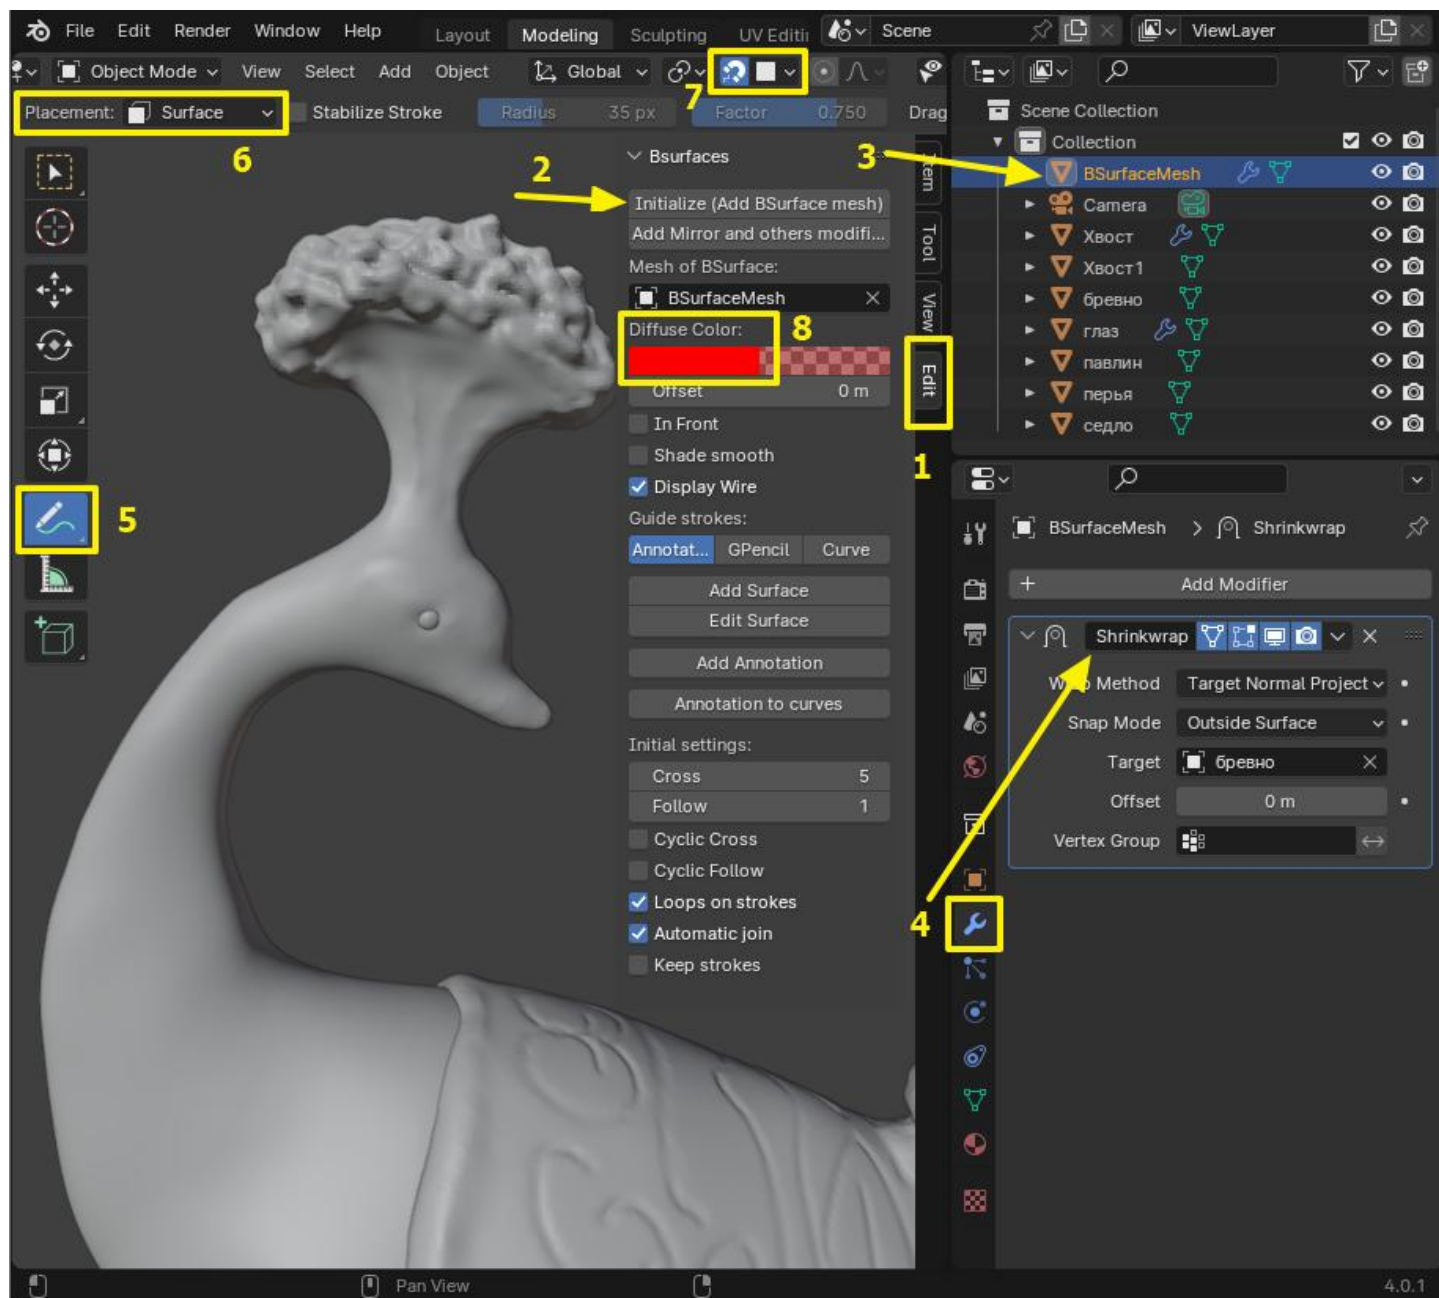 File Edit Render Window Help Layout Modeling Sculpting UV Editi Scene ViewLayer
Object Mode View Select Add Object Global
7
Placement: Surface Stabilize Stroke Radius 35 px Factor 0.750 Drag
6
Scene Collection
Collection
BSurfaceMesh
Camera
Хвост
Хвост1
бревно
глаз
павлин
перья
седло
2
3
Bsurfaces
Initialize (Add BSurface mesh)
Add Mirror and others modifi...
Mesh of BSurface:
BSurfaceMesh
Diffuse Color:
8
Offset 0 m
In Front
Shade smooth
Display Wire
Guide strokes:
Annotat... GPencil Curve
Add Surface
Edit Surface
Add Annotation
Annotation to curves
Initial settings:
Cross 5
Follow 1
Cyclic Cross
Cyclic Follow
Loops on strokes
Automatic join
Keep strokes
Item
Tool
View
Edit
1
5
BSurfaceMesh > Shrinkwrap
+ Add Modifier
Shrinkwrap
Method Target Normal Project
Snap Mode Outside Surface
Target бревно
Offset 0 m
Vertex Group
4
Pan View
4.0.1